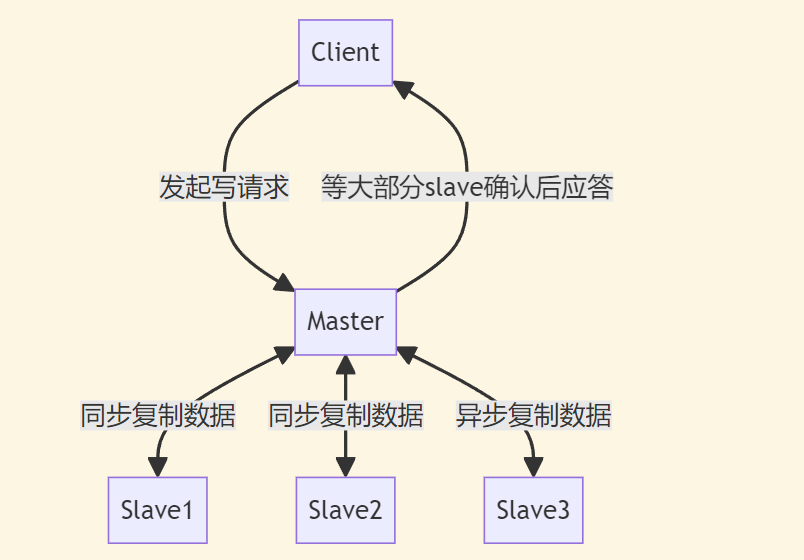 Client
发起写请求
等大部分slave确认后应答
Master
同步复制数据
同步复制数据
异步复制数据
Slave1
Slave2
Slave3